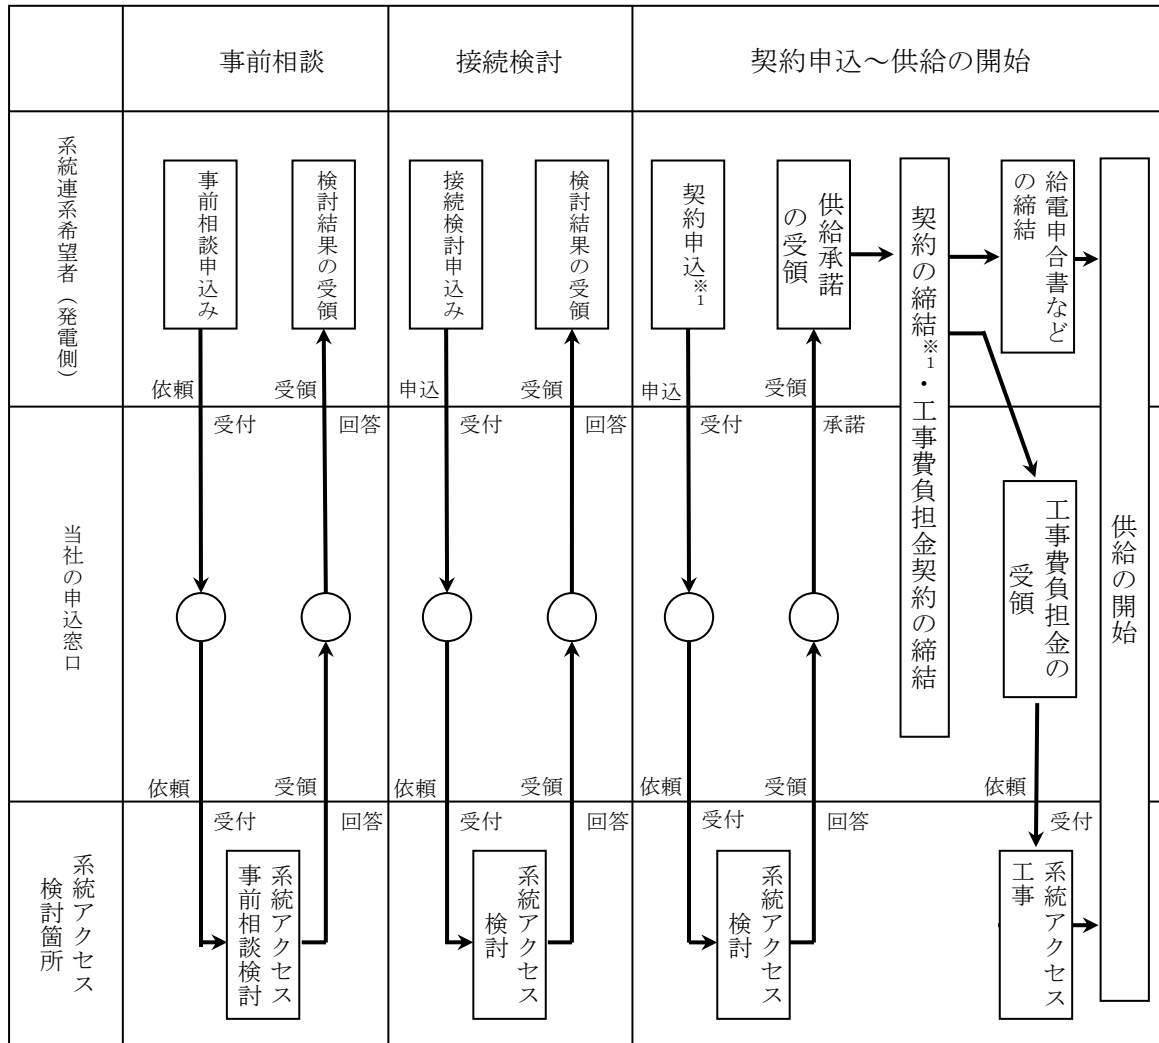 事前相談
接続検討
契約申込～供給の開始
系統連系希望者（発電側）
事前相談申込み
検討結果の受領
接続検討申込み
検討結果の受領
契約申込※1
供給承諾
の受領
契約の締結※1・工事費負担金契約の締結
給電申合書など
の締結
供給の開始
依頼
受領
申込
受領
申込
受領
受付
回答
受付
回答
受付
承諾
当社の申込窓口
工事費負担金の
受領
依頼
受領
依頼
受領
依頼
受領
依頼
受付
回答
受付
回答
受付
回答
受付
系統アクセス
検討箇所
系統アクセス
事前相談検討
系統アクセス
検討
系統アクセス
検討
系統アクセス
工事